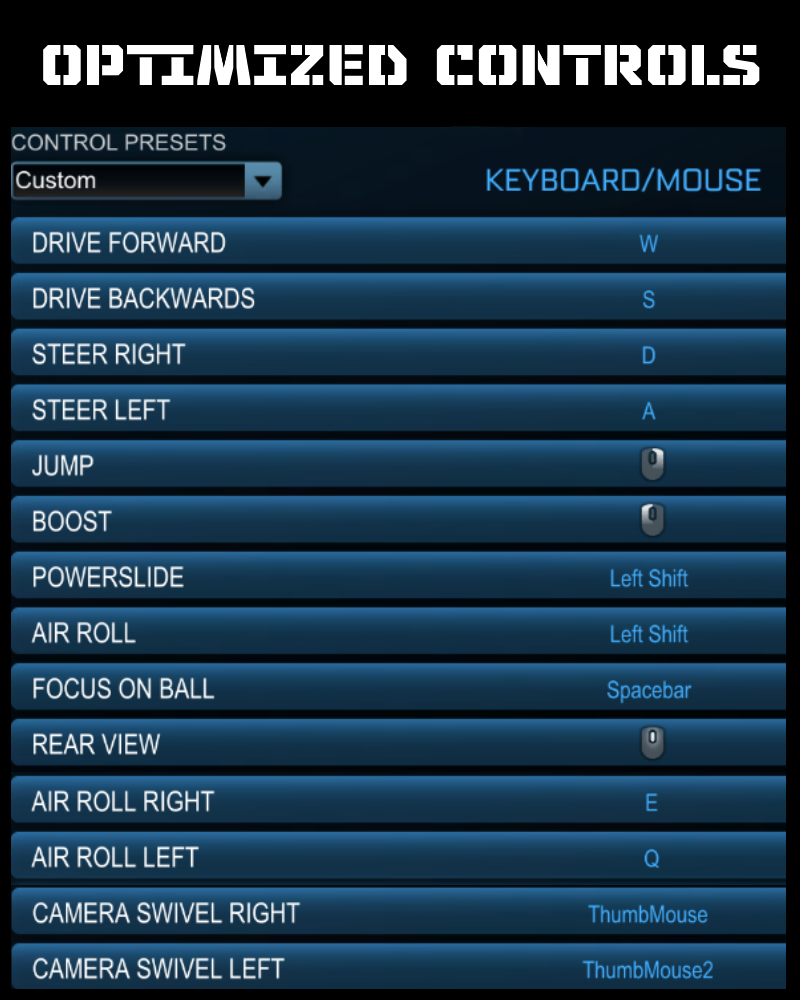 OPTIMIZED CONTROLS
CONTROL PRESETS
Custom
KEYBOARD/MOUSE
DRIVE FORWARD W
DRIVE BACKWARDS S
STEER RIGHT D
STEER LEFT A
JUMP
BOOST
POWERSLIDE Left Shift
AIR ROLL Left Shift
FOCUS ON BALL Spacebar
REAR VIEW
AIR ROLL RIGHT E
AIR ROLL LEFT Q
CAMERA SWIVEL RIGHT ThumbMouse
CAMERA SWIVEL LEFT ThumbMouse2